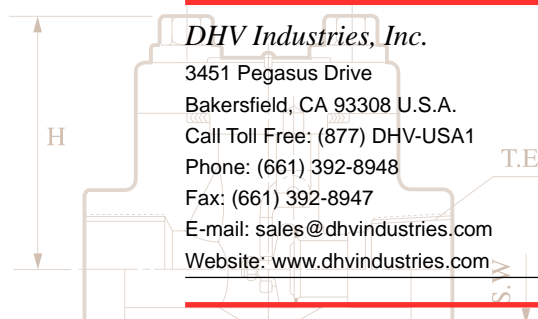 DHV Industries, Inc.
3451 Pegasus Drive
Bakersfield, CA 93308 U.S.A.
Call Toll Free: (877) DHV-USA1
Phone: (661) 392-8948
Fax: (661) 392-8947
E-mail: sales@dhvindustries.com
Website: www.dhvindustries.com
H
T.E
S.W